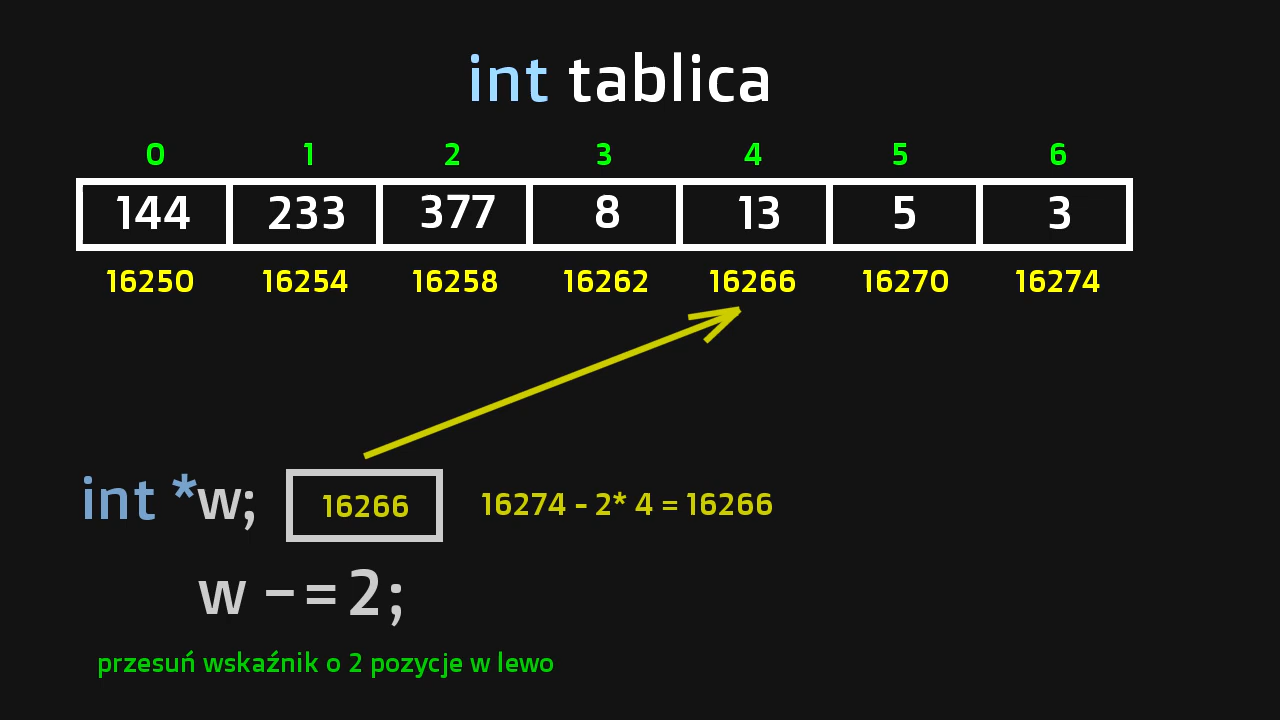 int tablica
0 1 2 3 4 5 6
144 233 377 8 13 5 3
16250 16254 16258 16262 16266 16270 16274
int *w; 16266 16274 - 2* 4 = 16266
w -= 2;
przesuń wskaźnik o 2 pozycje w lewo